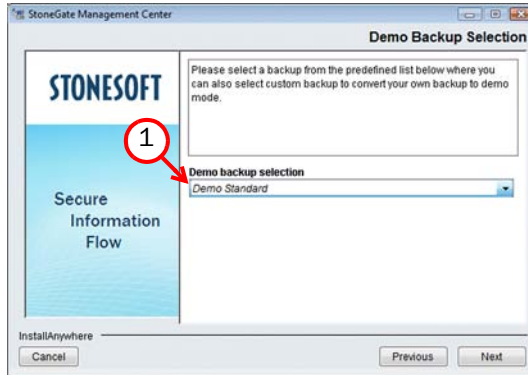 StoneGate Management Center
Demo Backup Selection
STONESOFT
Secure
Information
Flow
Please select a backup from the predefined list below where you
can also select custom backup to convert your own backup to demo
mode.
1
Demo backup selection
Demo Standard
InstallAnywhere
Cancel
Previous
Next